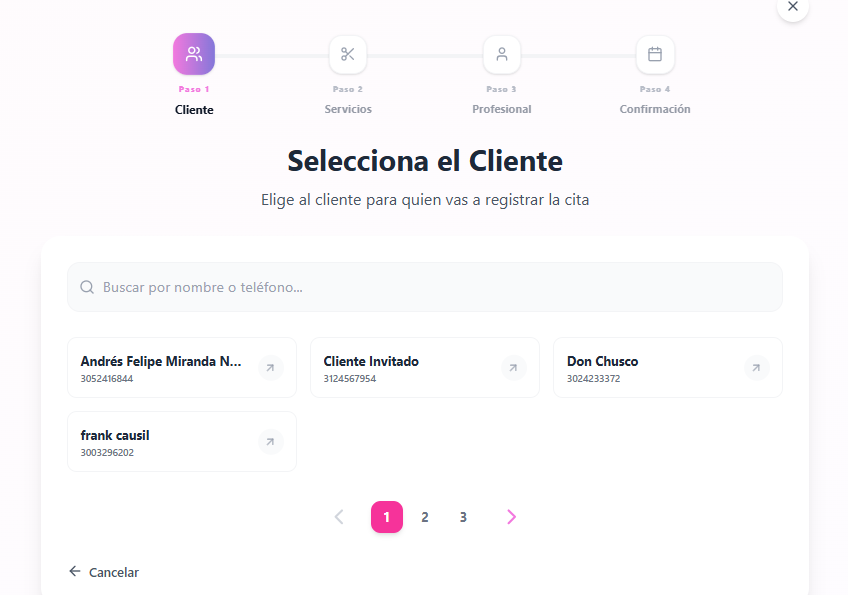 Paso 1
Cliente
Paso 2
Servicios
Paso 3
Profesional
Paso 4
Confirmación
Selecciona el Cliente
Elige al cliente para quien vas a registrar la cita
Buscar por nombre o teléfono...
Andrés Felipe Miranda N...
3052416844
Cliente Invitado
3124567954
Don Chusco
3024233372
frank causil
3003296202
1 2 3
Cancelar